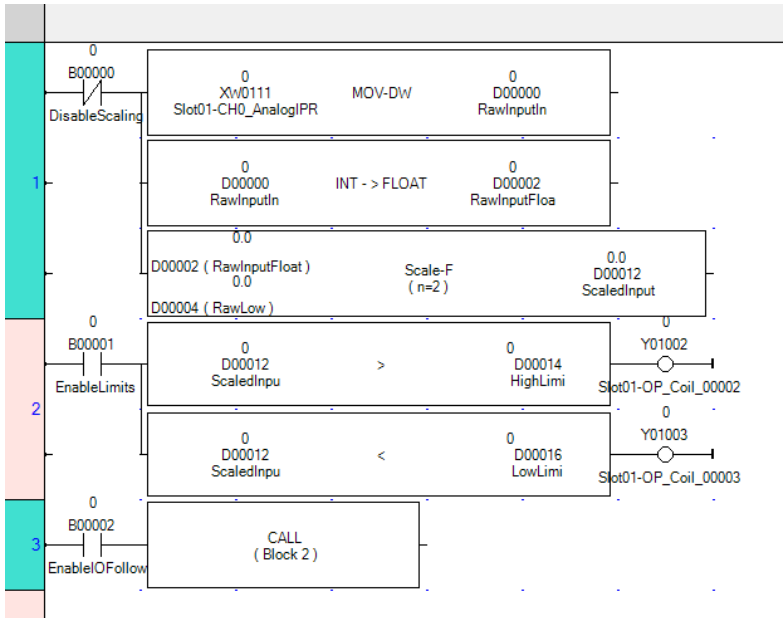 0
B00000
DisableScaling
0
XW0111
Slot01-CH0_AnalogIPR
MOV-DW
0
D00000
RawInputIn
1
0
D00000
RawInputIn
INT - > FLOAT
0
D00002
RawInputFloa
0.0
D00002 ( RawInputFloat )
0.0
D00004 ( RawLow )
Scale-F
( n=2 )
0.0
D00012
ScaledInput
2
0
B00001
EnableLimits
0
D00012
ScaledInpu
>
0
D00014
HighLimi
0
Y01002
Slot01-OP_Coil_00002
0
D00012
ScaledInpu
<
0
D00016
LowLimi
0
Y01003
Slot01-OP_Coil_00003
3
0
B00002
EnableIOFollow
CALL
( Block 2 )